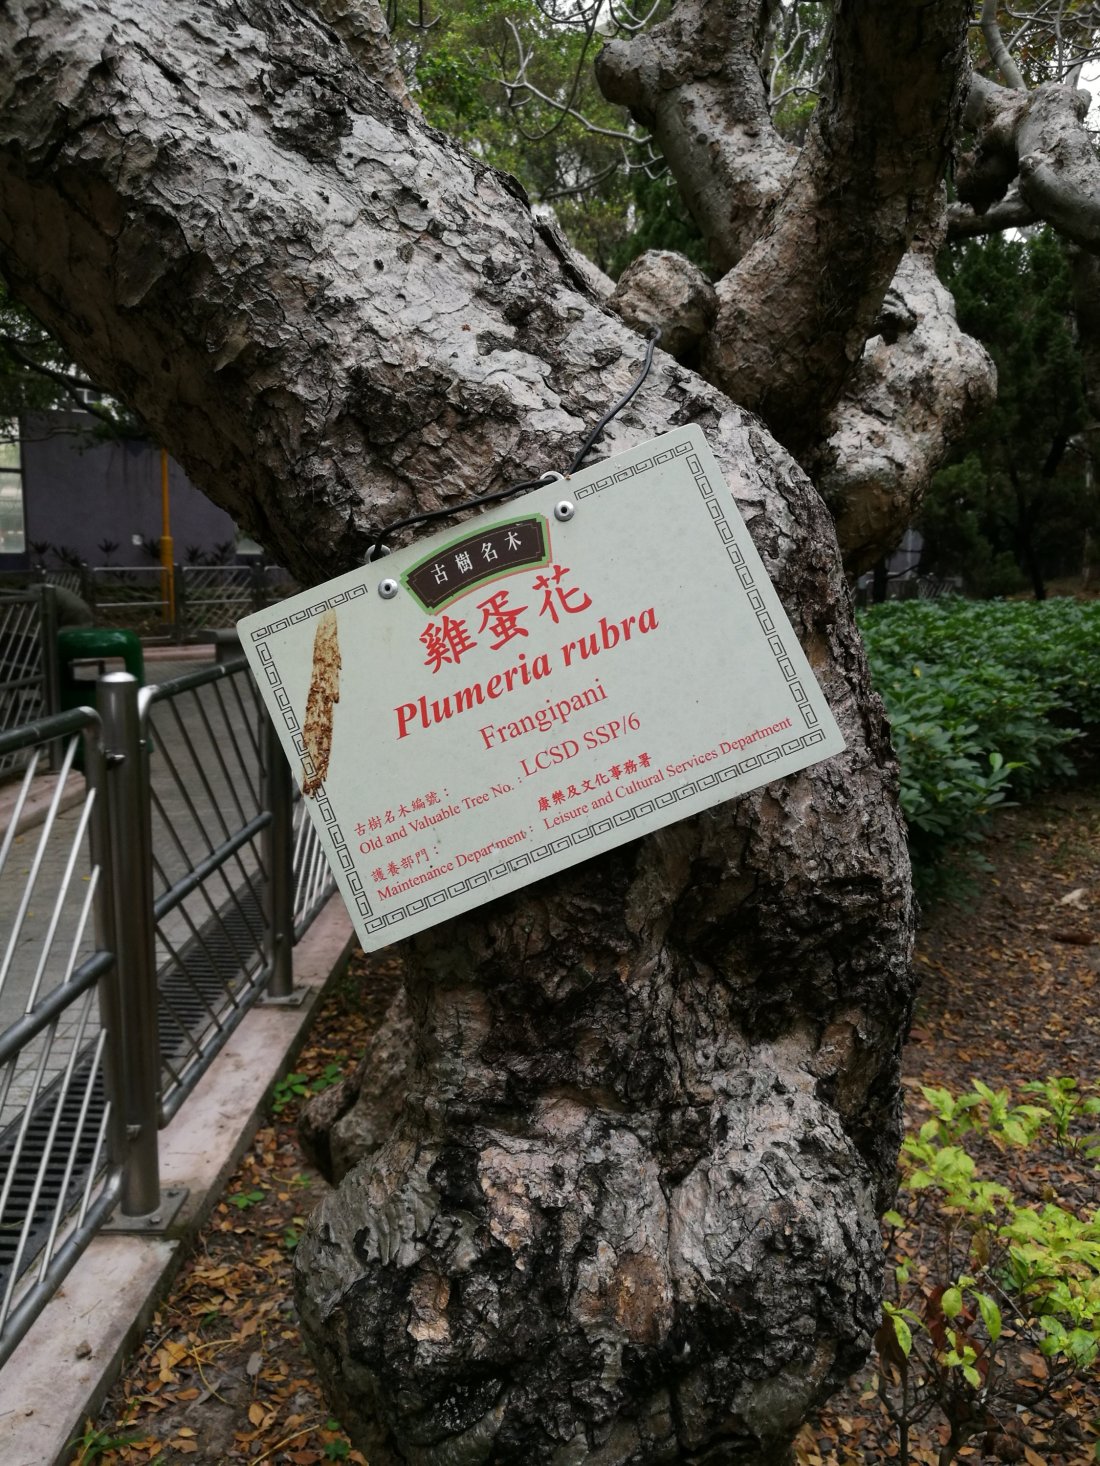 古樹名木
雞蛋花
Plumeria rubra
Frangipani
古樹名木編號：
Old and Valuable Tree No. : LCSD SSP/6
護養部門： 康樂及文化事務署
Maintenance Department : Leisure and Cultural Services Department